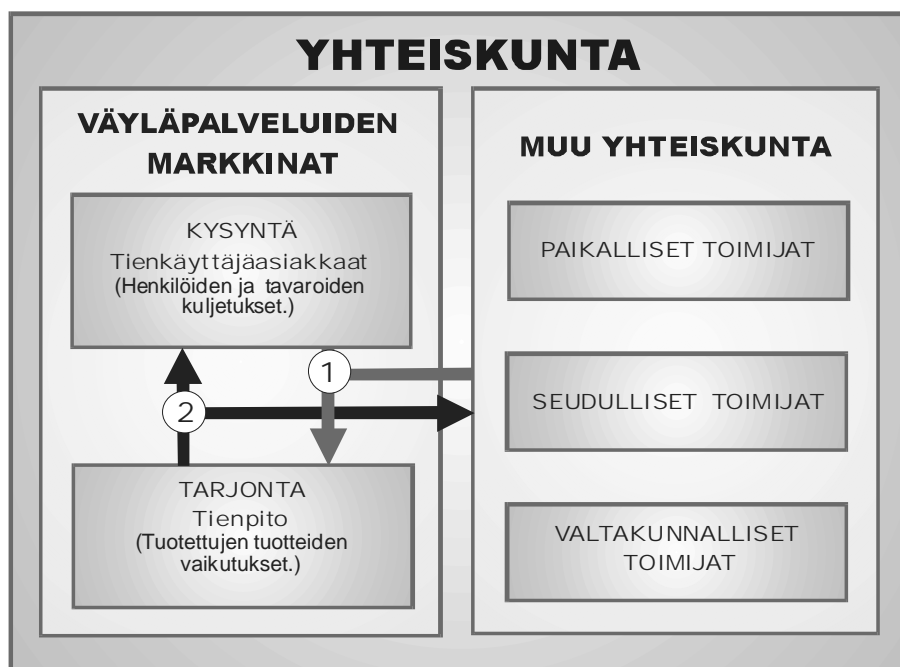 YHTEISKUNTA
VÄYLÄPALVELUIDEN
MARKKINAT
KYSYNTÄ
Tienkäyttäjäasiakkaat
(Henkilöiden ja tavaroiden
kuljetukset.)
1
2
TARJONTA
Tienpito
(Tuotettujen tuotteiden
vaikutukset.)
MUU YHTEISKUNTA
PAIKALLISET TOIMIJAT
SEUDULLISET TOIMIJAT
VALTAKUNNALLISET
TOIMIJAT